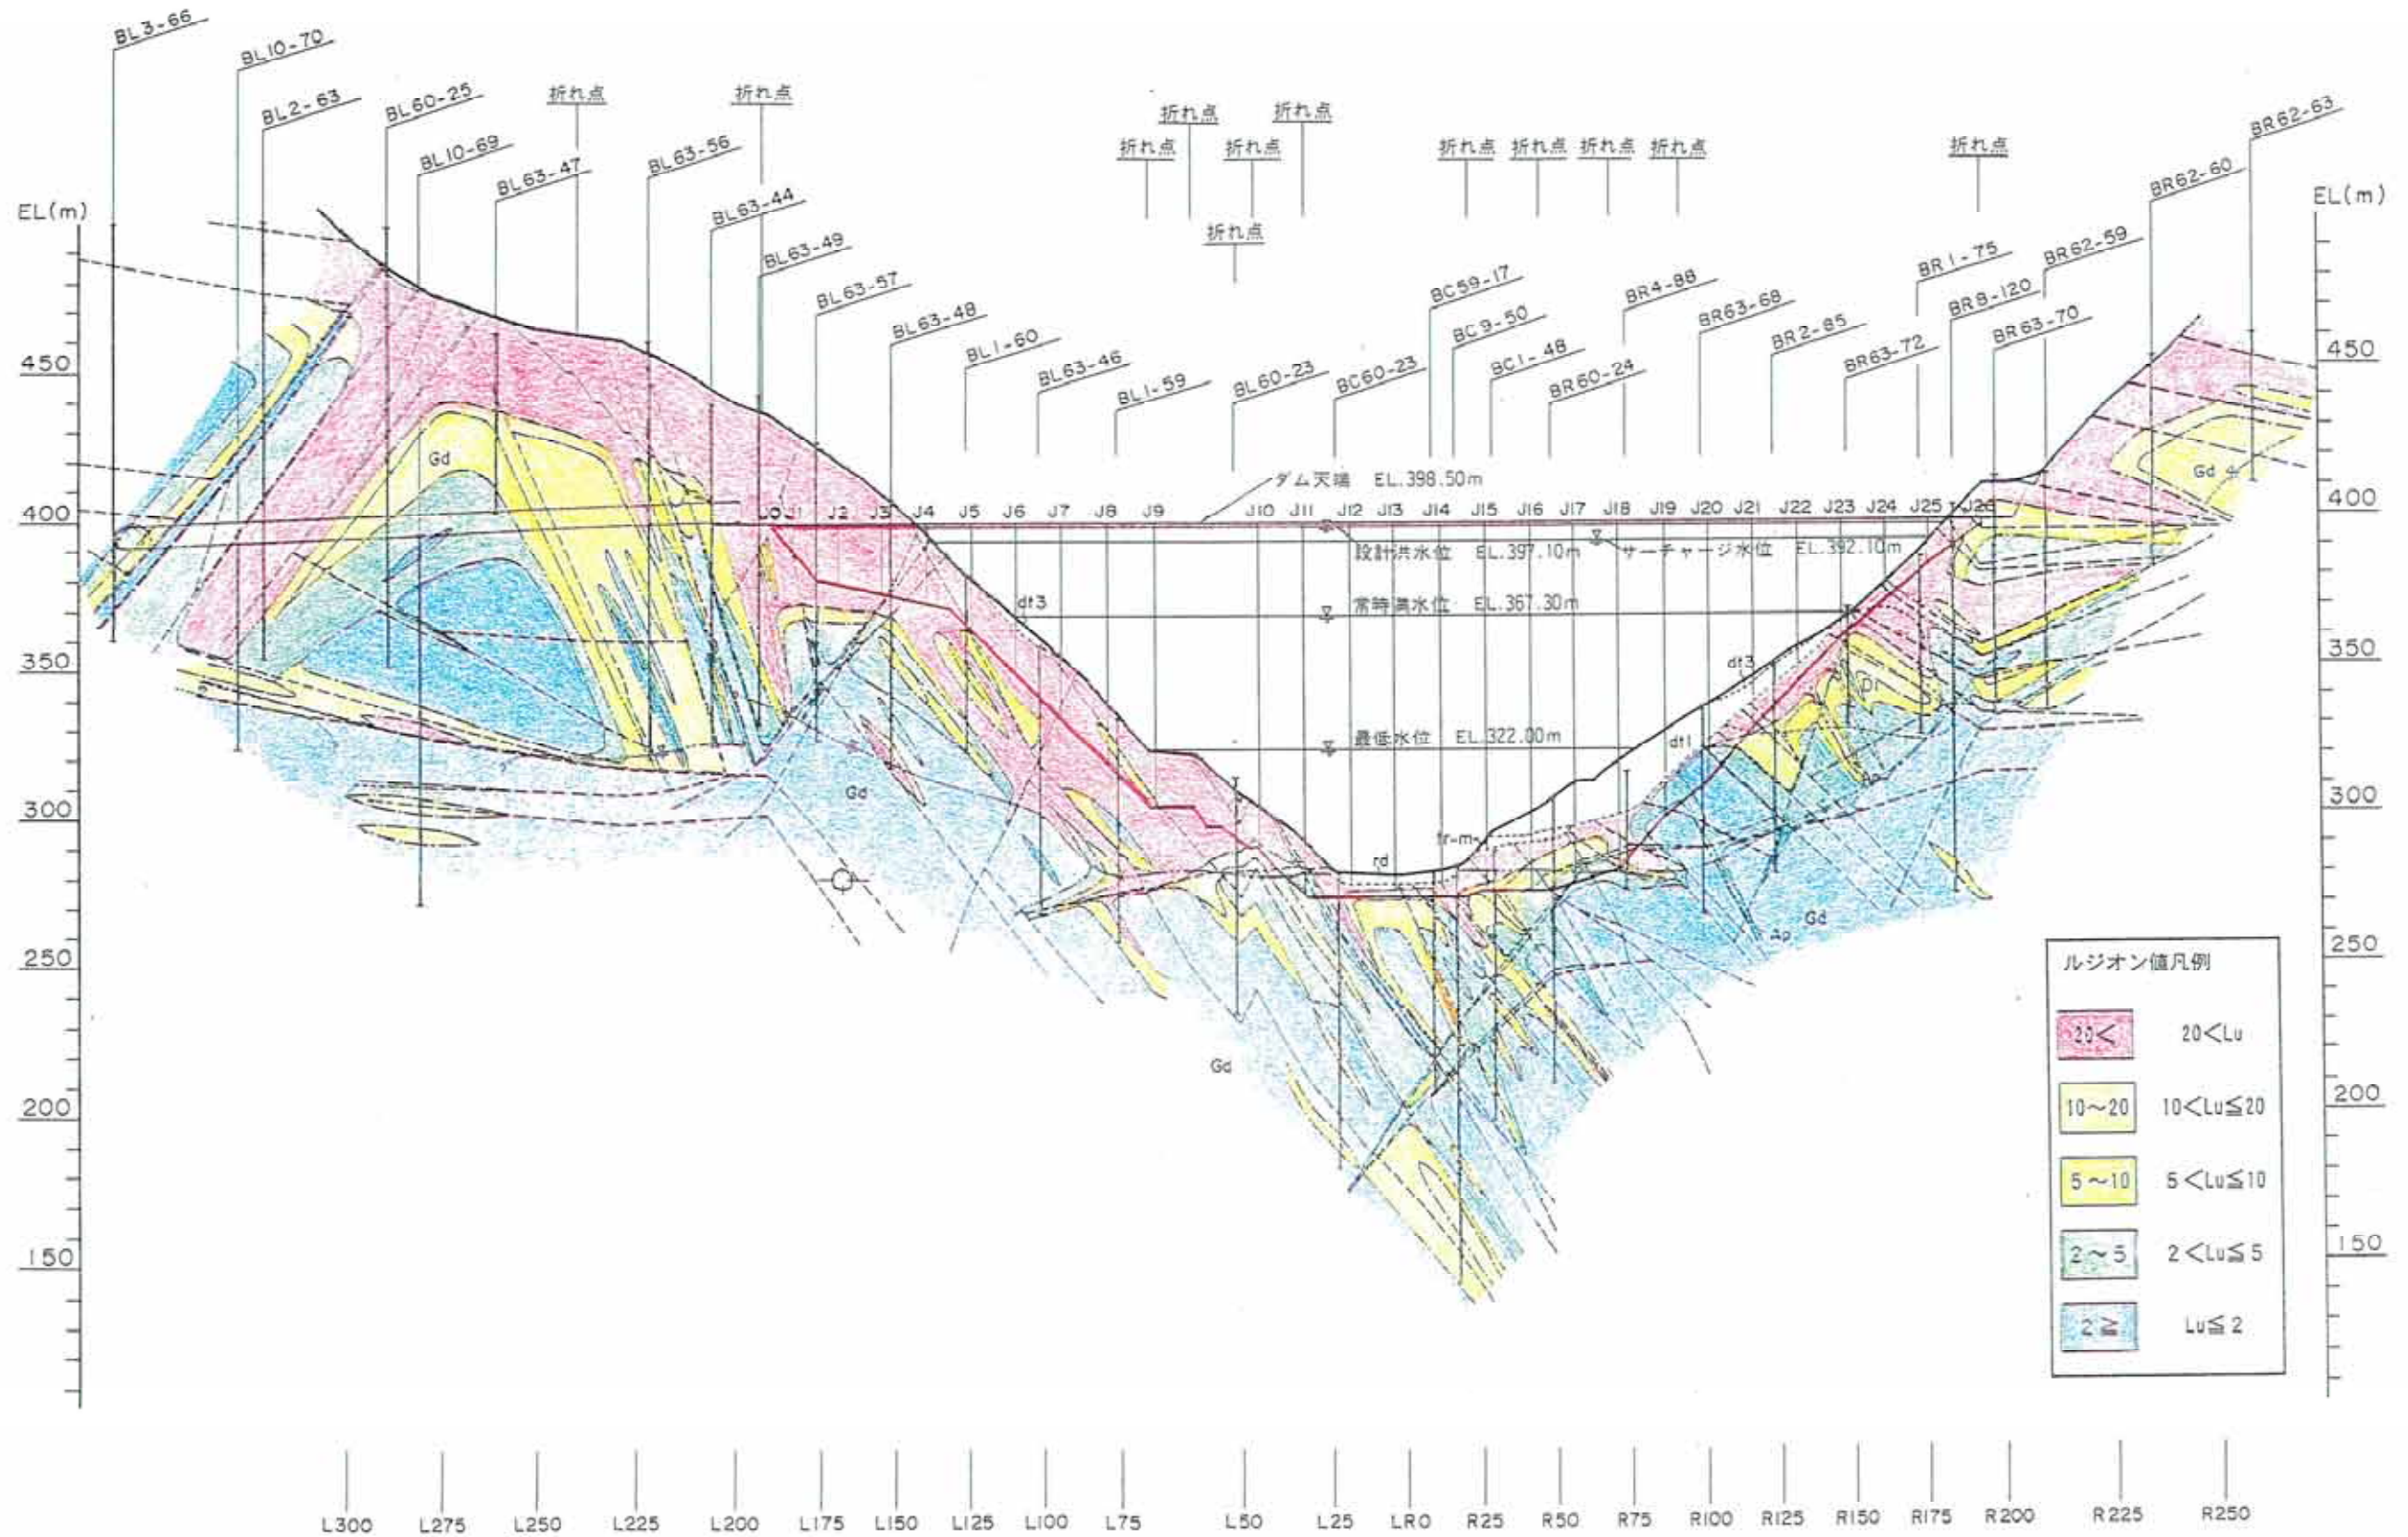 BL3-66
BL10-70
BL2-63
BL60-25
BL10-69
BL63-47
折れ点
BL63-56
折れ点
BL63-44
BL63-49
BL63-57
BL63-48
BL1-60
BL63-46
BL1-59
BL60-23
BC60-23
折れ点
折れ点
折れ点
折れ点
折れ点
折れ点
折れ点
折れ点
折れ点
折れ点
BC59-17
BC9-50
BC1-48
BR60-24
BR4-88
BR63-68
BR2-85
BR63-72
BR1-75
BR8-120
BR63-70
BR62-59
BR62-60
BR62-63
EL(m)
EL(m)
450
400
350
300
250
200
150
450
400
350
300
250
200
150
ダム天端 EL.398.50m
J0 J1 J2 J3 J4 J5 J6 J7 J8 J9 J10 J11 J12 J13 J14 J15 J16 J17 J18 J19 J20 J21 J22 J23 J24 J25 J26
設計洪水位 EL.397.10m
サーチャージ水位 EL.392.10m
常時満水位 EL.367.30m
最低水位 EL.322.00m
Gd
Gd
Gd
Gd
Gd
dt3
dt3
dt1
rd
fr-m
Ap
Ap
ルジオン値凡例
20< 20<Lu
10~20 10<Lu≦20
5~10 5<Lu≦10
2~5 2<Lu≦5
2≧ Lu≦2
L300 L275 L250 L225 L200 L175 L150 L125 L100 L75 L50 L25 LR0 R25 R50 R75 R100 R125 R150 R175 R200 R225 R250